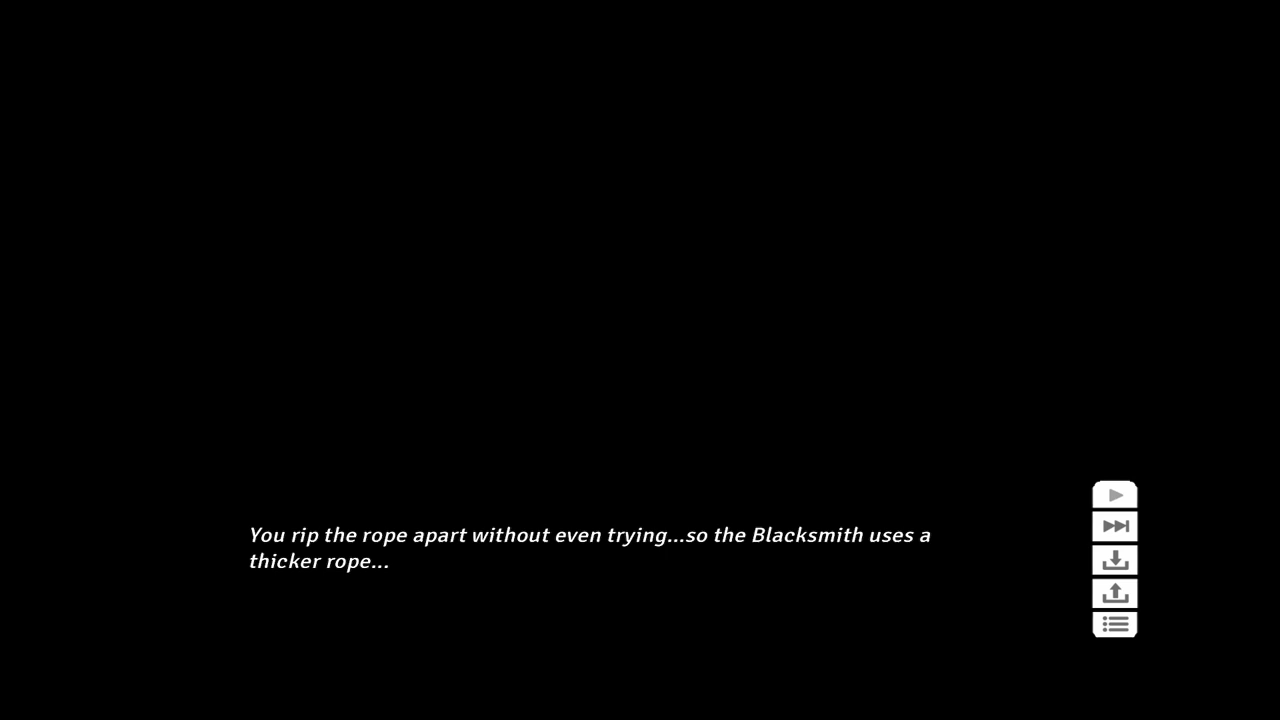 You rip the rope apart without even trying...so the Blacksmith uses a
thicker rope...